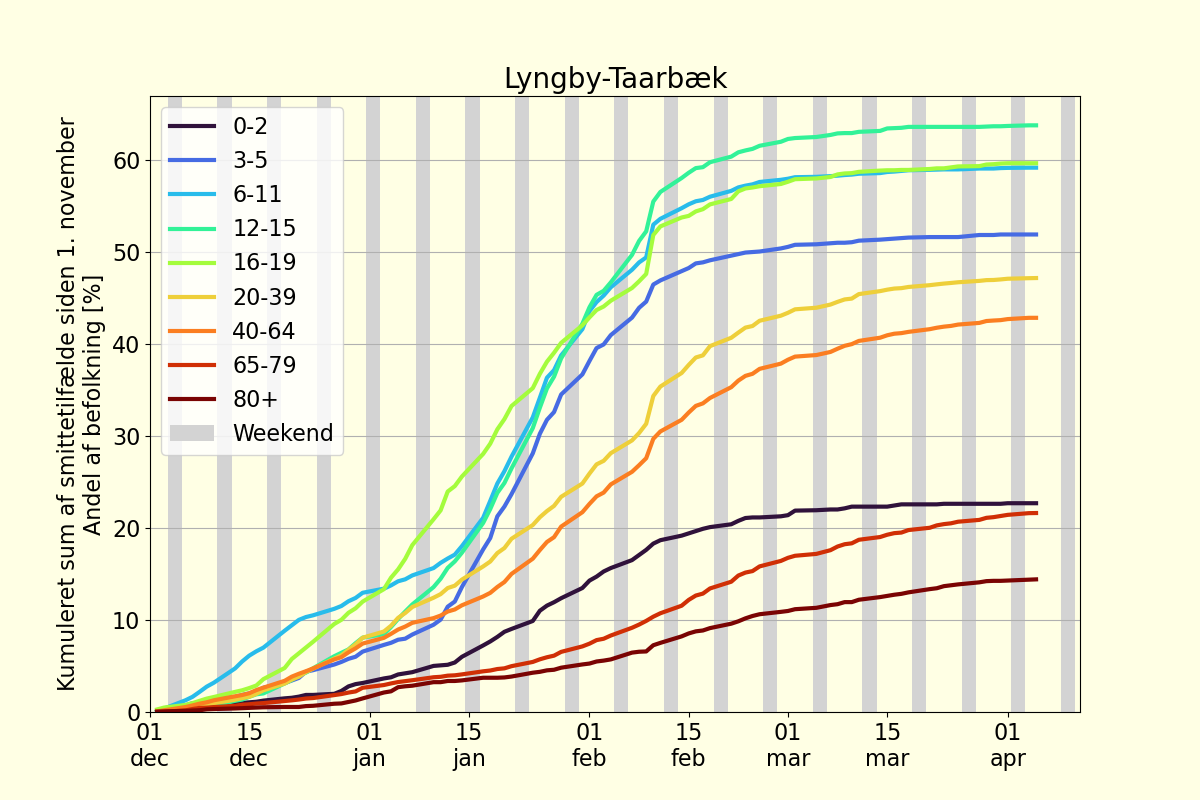 Lyngby-Taarbæk
Kumuleret sum af smittetilfælde siden 1. november
Andel af befolkning [%]
60
50
40
30
20
10
0
0-2
3-5
6-11
12-15
16-19
20-39
40-64
65-79
80+
Weekend
01 15 01 15 01 15 01 15 01
dec dec jan jan feb feb mar mar apr